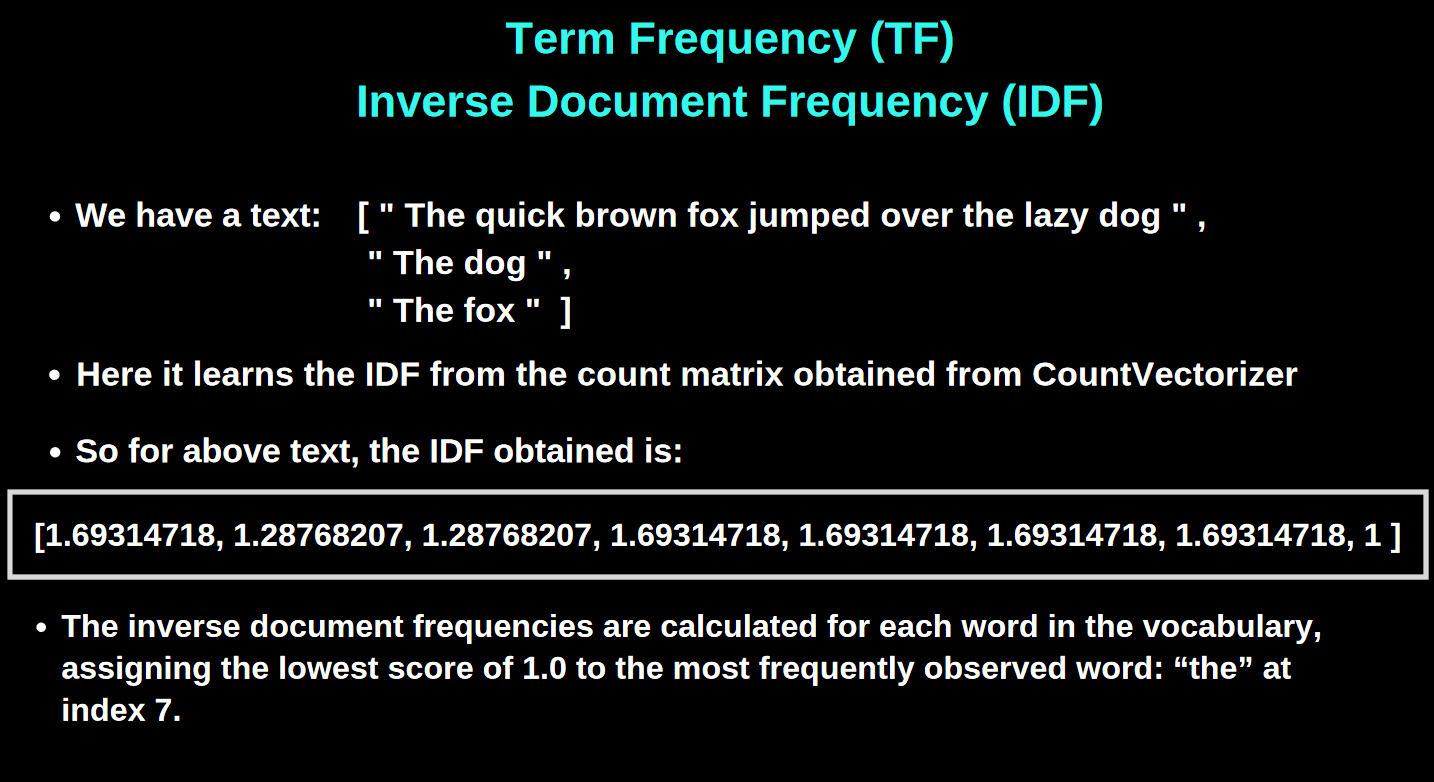 Term Frequency (TF)
Inverse Document Frequency (IDF)
• We have a text: [ " The quick brown fox jumped over the lazy dog " ,
" The dog " ,
" The fox " ]
• Here it learns the IDF from the count matrix obtained from CountVectorizer
• So for above text, the IDF obtained is:
[1.69314718, 1.28768207, 1.28768207, 1.69314718, 1.69314718, 1.69314718, 1.69314718, 1 ]
• The inverse document frequencies are calculated for each word in the vocabulary,
assigning the lowest score of 1.0 to the most frequently observed word: “the” at
index 7.